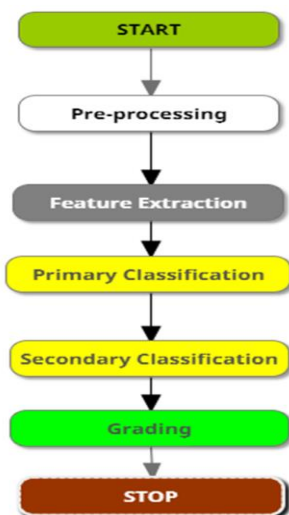 START
Pre-processing
Feature Extraction
Primary Classification
Secondary Classification
Grading
STOP